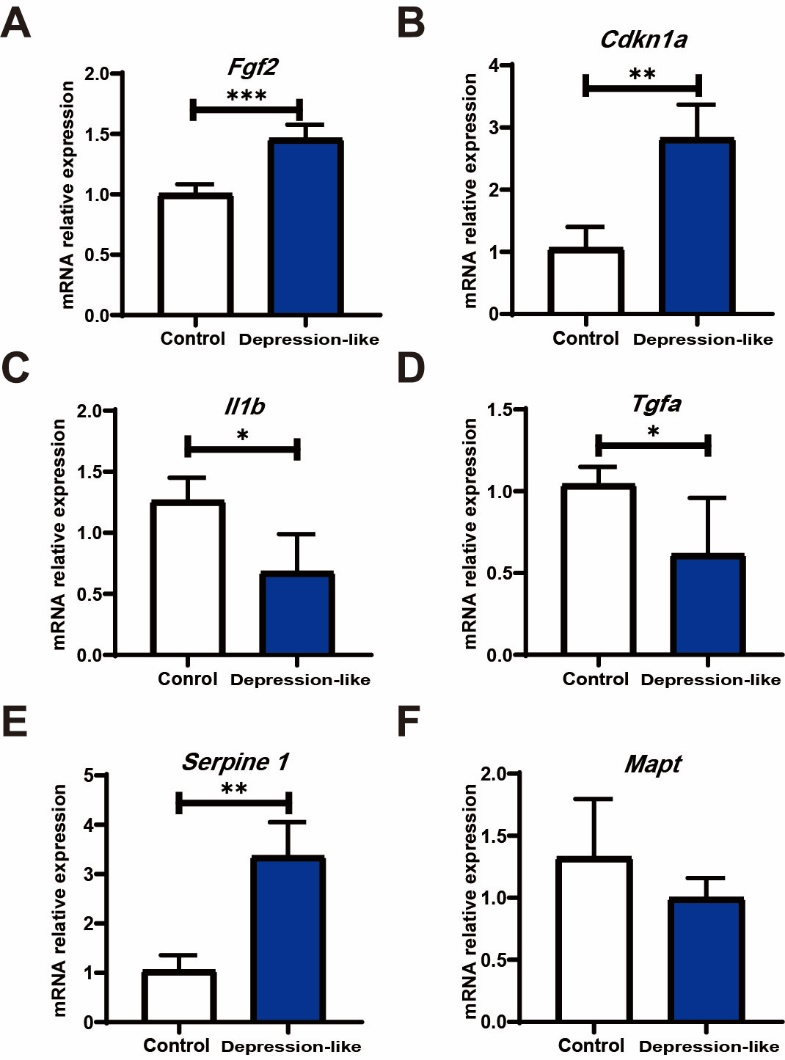 A
Fgf2
***
mRNA relative expression
2.0
1.5
1.0
0.5
0.0
Control Depression-like
B
Cdkn1a
**
mRNA relative expression
4
3
2
1
0
Control Depression-like
C
Il1b
*
mRNA relative expression
2.0
1.5
1.0
0.5
0.0
Conrol Depression-like
D
Tgfa
*
mRNA relative expression
1.5
1.0
0.5
0.0
Control Depression-like
E
Serpine 1
**
mRNA relative expression
5
4
3
2
1
0
Control Depression-like
F
Mapt
mRNA relative expression
2.0
1.5
1.0
0.5
0.0
Control Depression-like